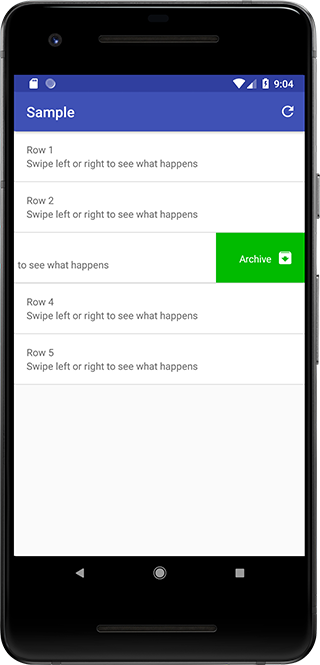 9:04
Sample
Row 1
Swipe left or right to see what happens
Row 2
Swipe left or right to see what happens
to see what happens
Archive
Row 4
Swipe left or right to see what happens
Row 5
Swipe left or right to see what happens